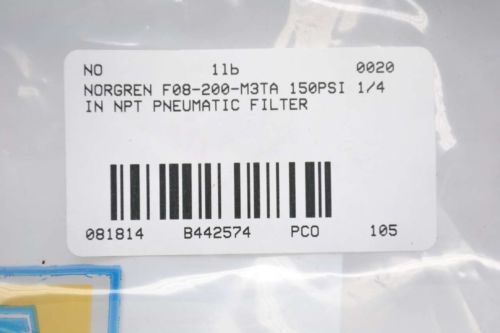 NO 1lb 0020
NORGREN F08-200-M3TA 150PSI 1/4
IN NPT PNEUMATIC FILTER
081814 B442574 PCO 105